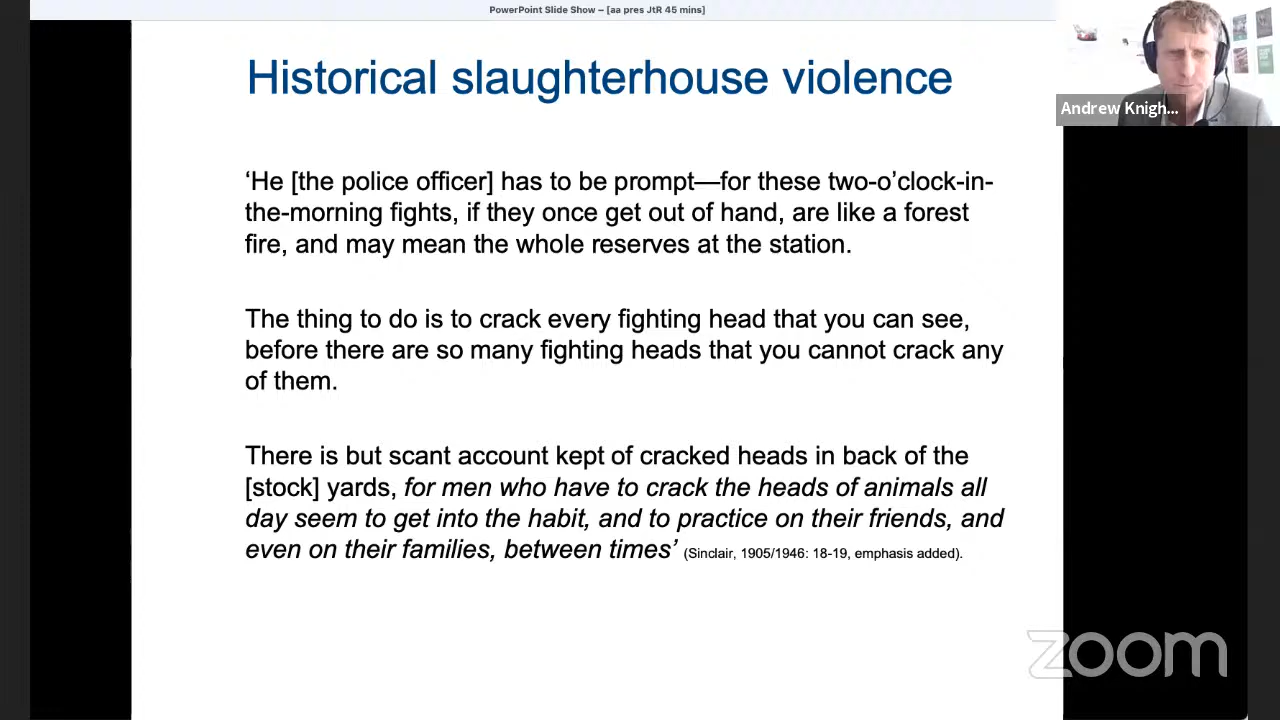 PowerPoint Slide Show – [aa pres JtR 45 mins]
Historical slaughterhouse violence
Andrew Knigh...
‘He [the police officer] has to be prompt—for these two-o’clock-in-
the-morning fights, if they once get out of hand, are like a forest
fire, and may mean the whole reserves at the station.
The thing to do is to crack every fighting head that you can see,
before there are so many fighting heads that you cannot crack any
of them.
There is but scant account kept of cracked heads in back of the
[stock] yards, for men who have to crack the heads of animals all
day seem to get into the habit, and to practice on their friends, and
even on their families, between times’ (Sinclair, 1905/1946: 18-19, emphasis added).
zoom